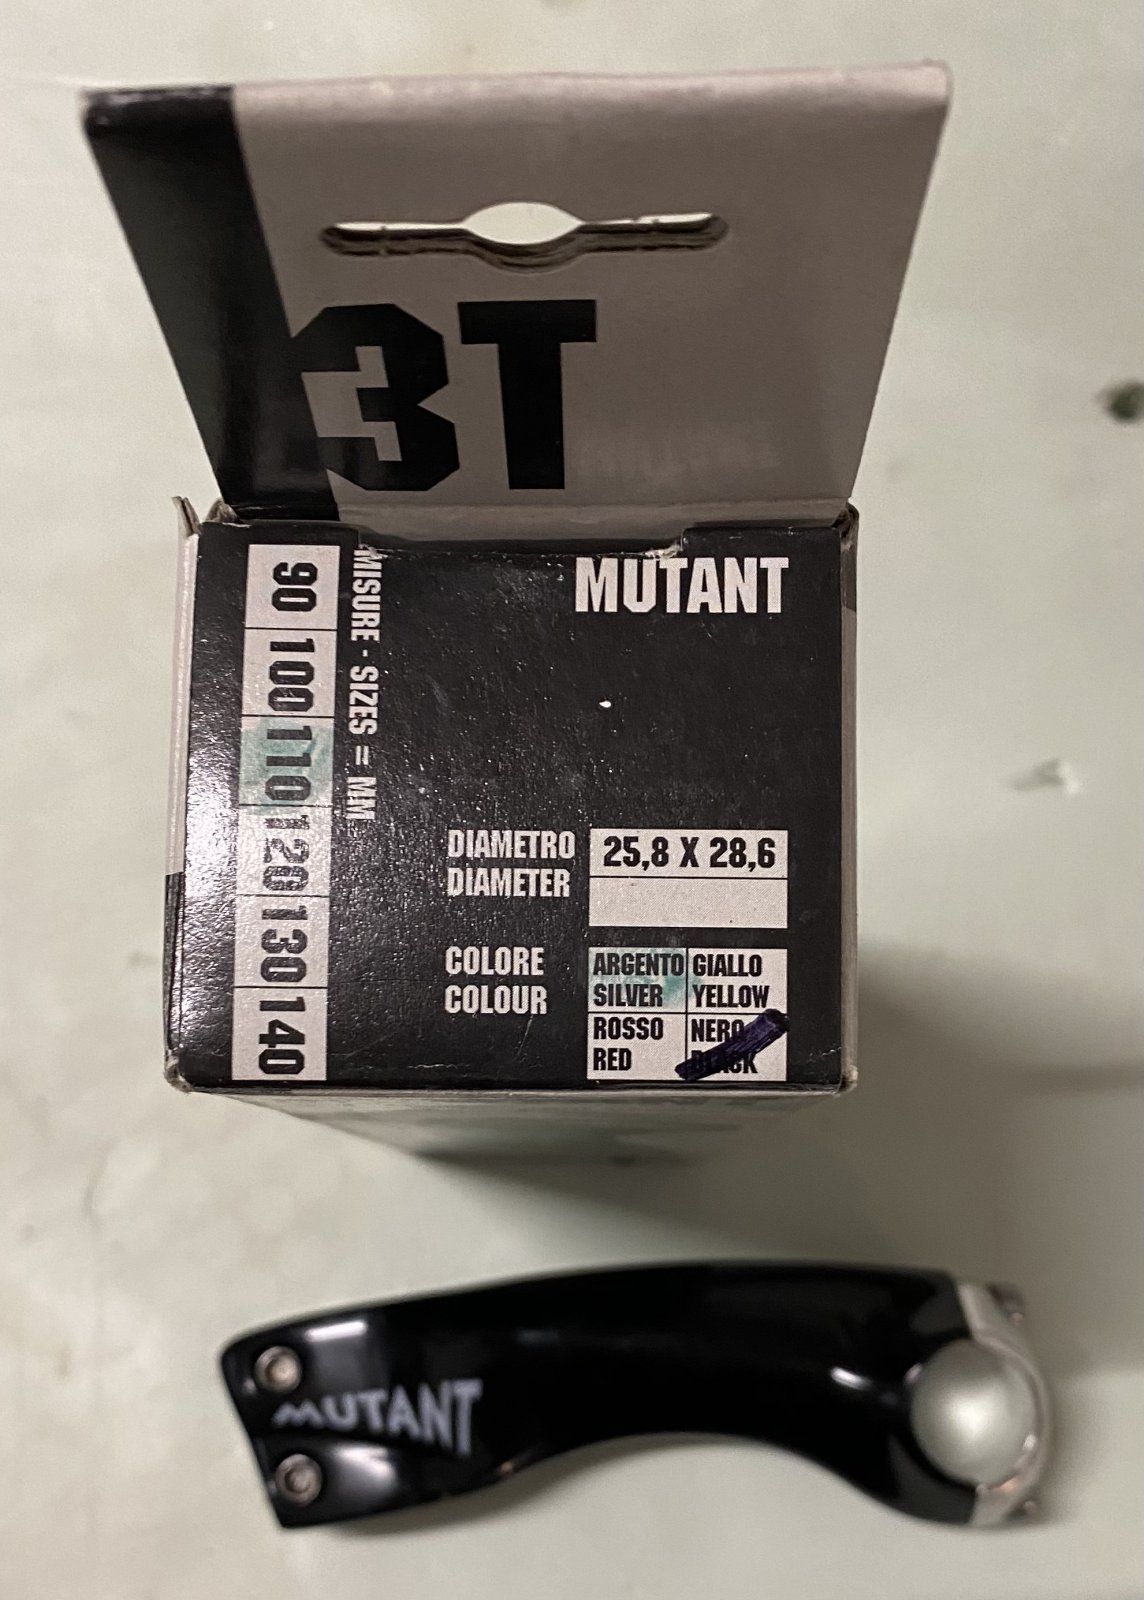 3T
MUTANT
MISURE - SIZES = MM
90 100 110 120 130 140
DIAMETRO
DIAMETER
25,8 X 28,6
COLORE
COLOUR
ARGENTO
SILVER
GIALLO
YELLOW
ROSSO
RED
NERO
BLACK
MUTANT